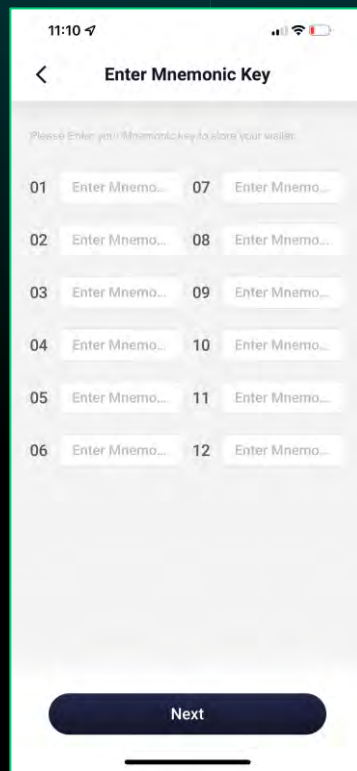 11:10
Enter Mnemonic Key
Please Enter your Mnemonic key to store your wallet
01 Enter Mnemo... 07 Enter Mnemo...
02 Enter Mnemo... 08 Enter Mnemo...
03 Enter Mnemo... 09 Enter Mnemo...
04 Enter Mnemo... 10 Enter Mnemo...
05 Enter Mnemo... 11 Enter Mnemo...
06 Enter Mnemo... 12 Enter Mnemo...
Next